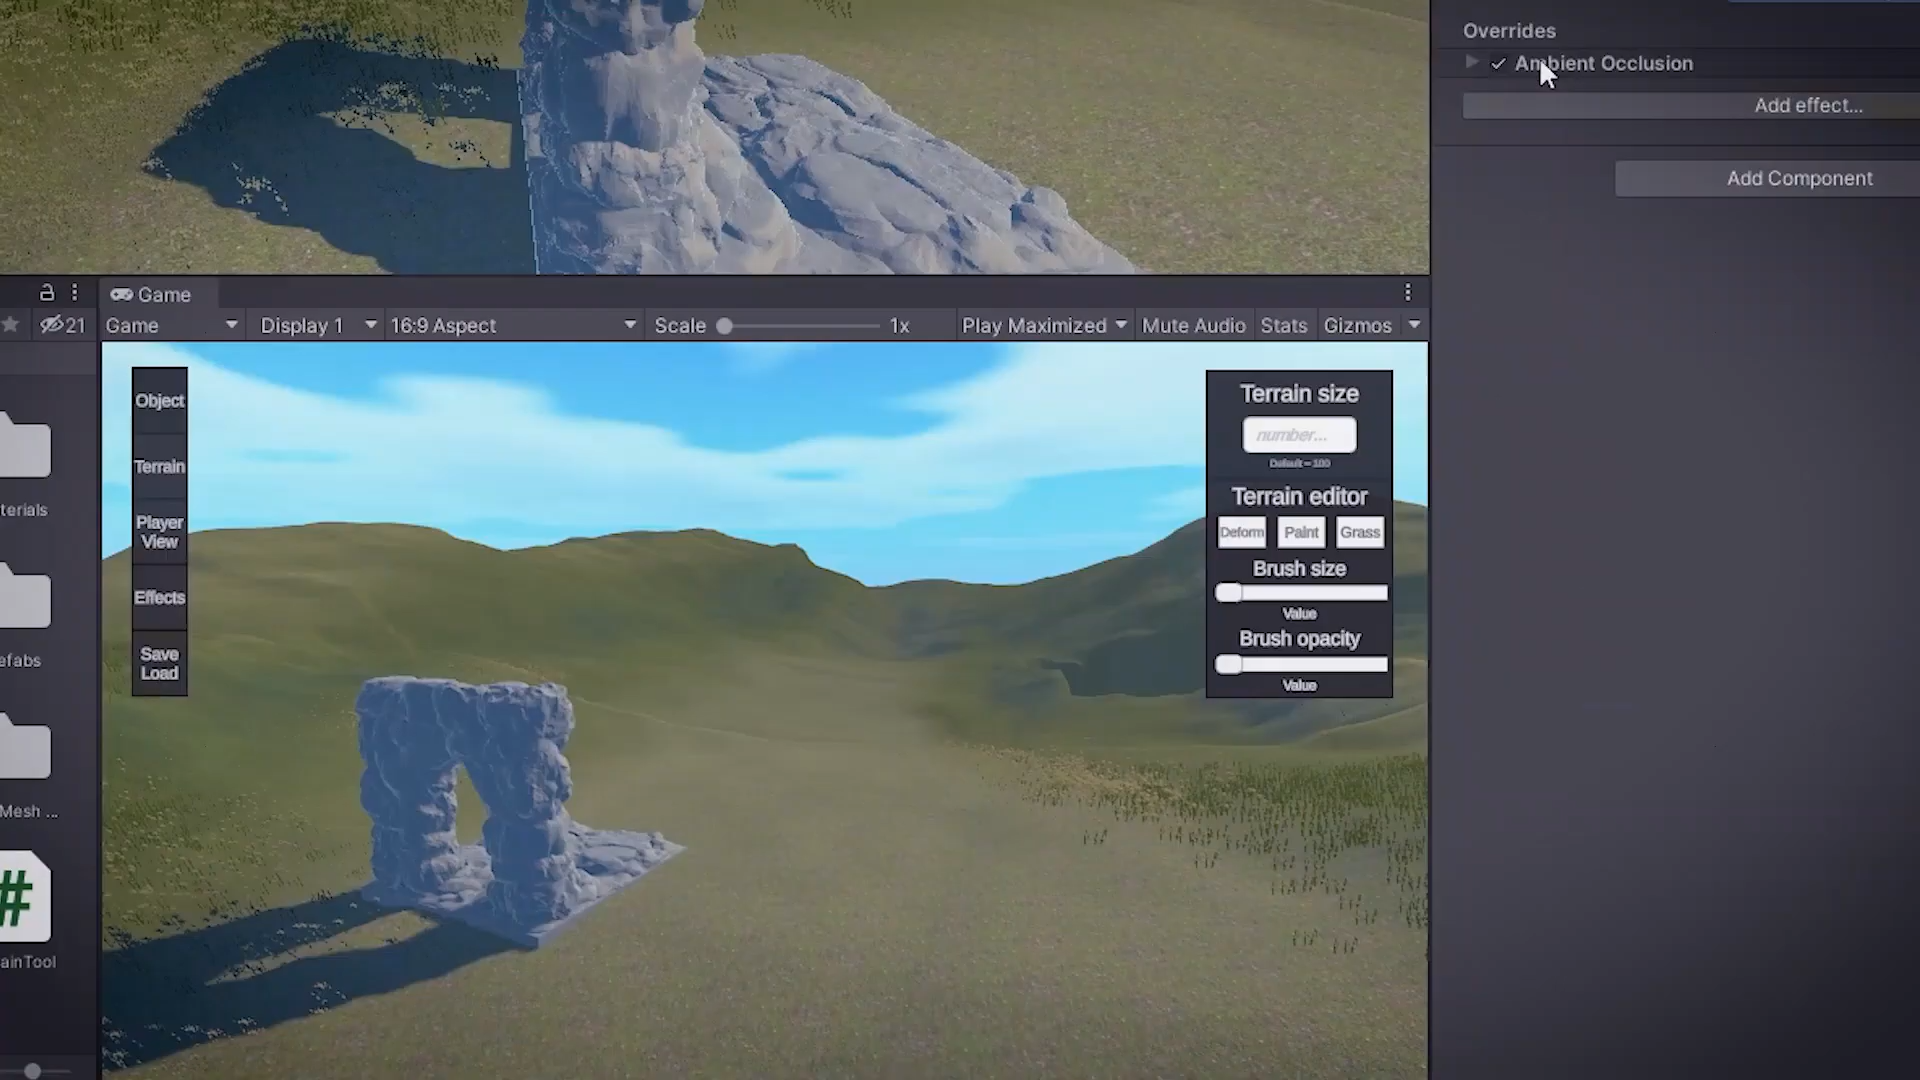 Overrides
Ambient Occlusion
Add effect...
Add Component
Game
21
Game
Display 1
16:9 Aspect
Scale
1x
Play Maximized
Mute Audio
Stats
Gizmos
Object
Terrain
Player
View
Effects
Save
Load
Terrain size
number...
Default = 100
Terrain editor
Deform
Paint
Grass
Brush size
Value
Brush opacity
Value
terials
efabs
Mesh ...
#
ainTool